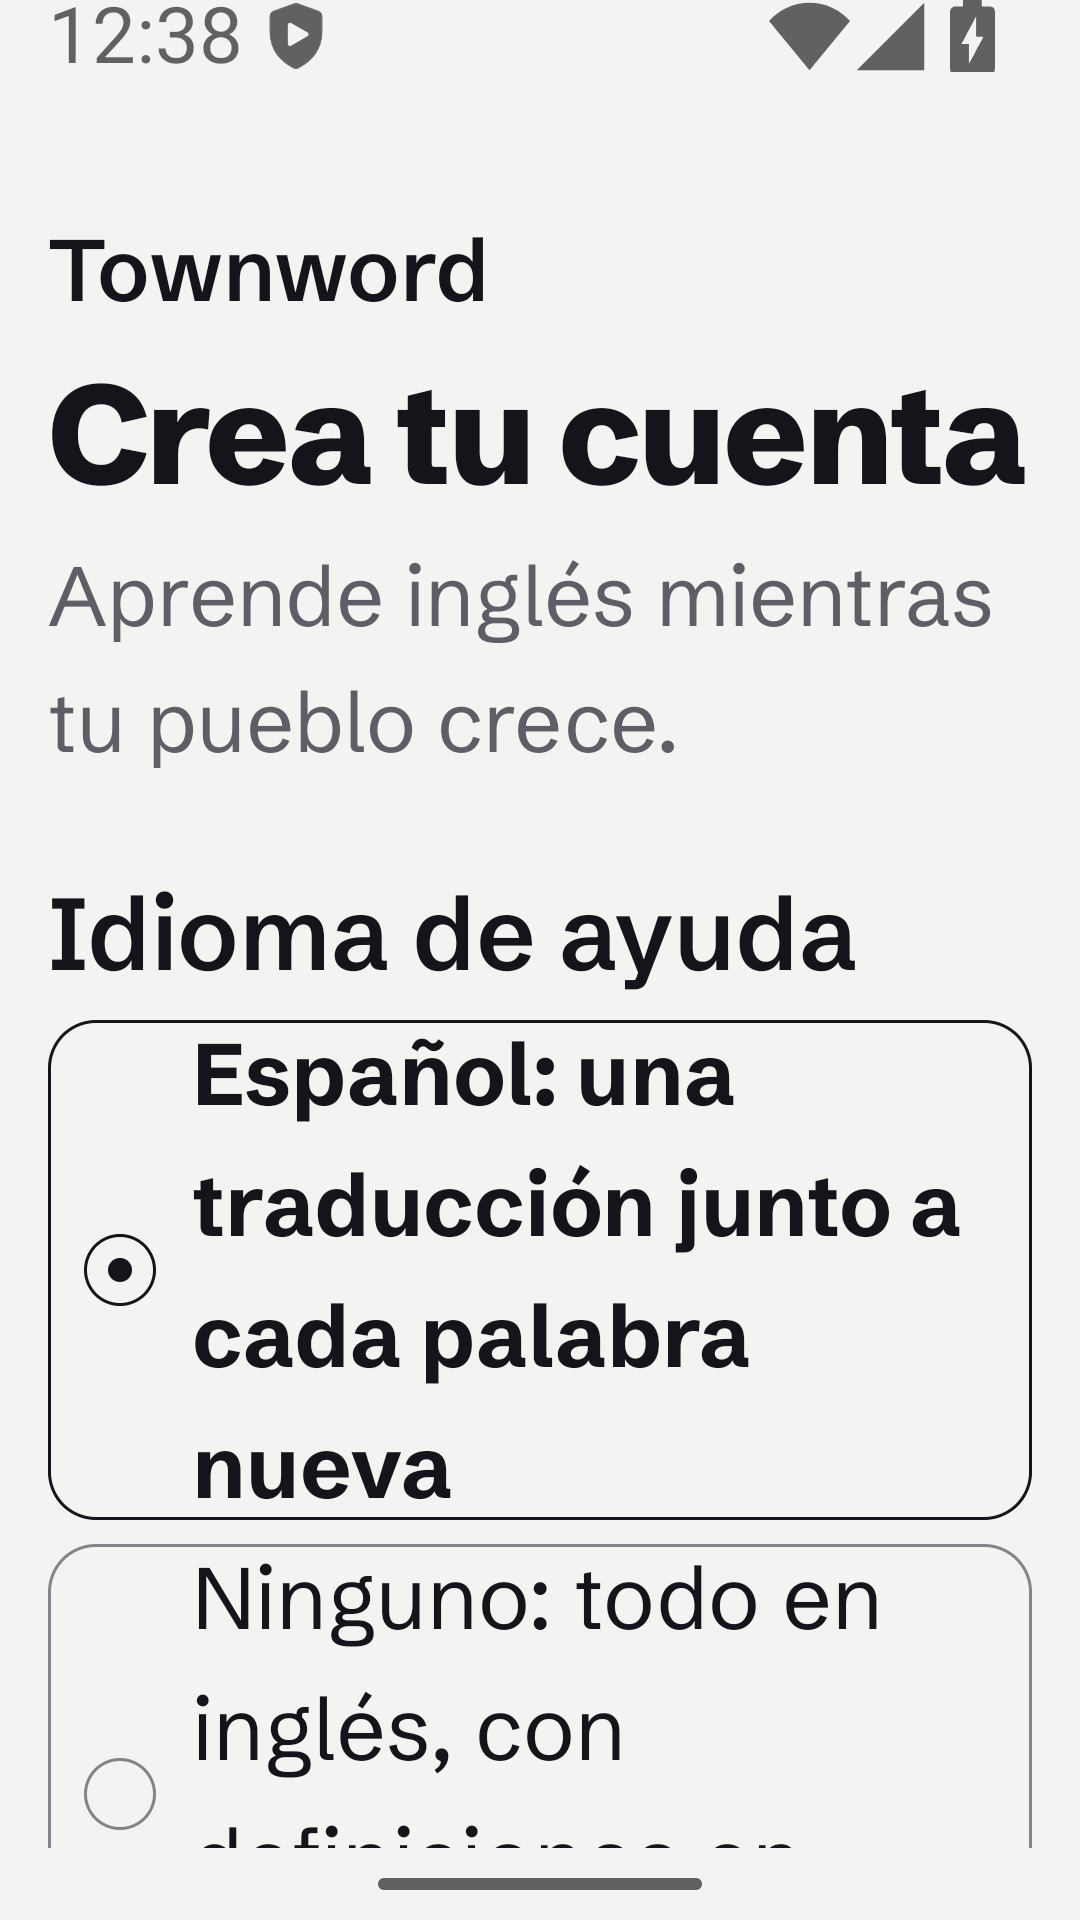 12:38
Townword
Crea tu cuenta
Aprende inglés mientras
tu pueblo crece.
Idioma de ayuda
Español: una
traducción junto a
cada palabra
nueva
Ninguno: todo en
inglés, con